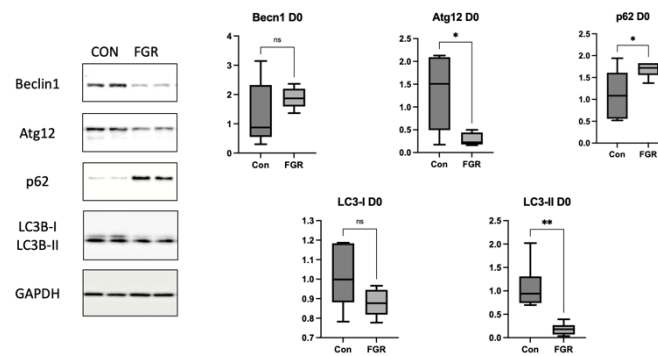 CON FGR
Beclin1
Atg12
p62
LC3B-I
LC3B-II
GAPDH
Becn1 D0
ns
4
3
2
1
0
Con FGR
Atg12 D0
*
2.5
2.0
1.5
1.0
0.5
0.0
Con FGR
p62 D0
*
2.5
2.0
1.5
1.0
0.5
0.0
Con FGR
LC3-I D0
ns
1.3
1.2
1.1
1.0
0.9
0.8
0.7
Con FGR
LC3-II D0
**
2.5
2.0
1.5
1.0
0.5
0.0
Con FGR